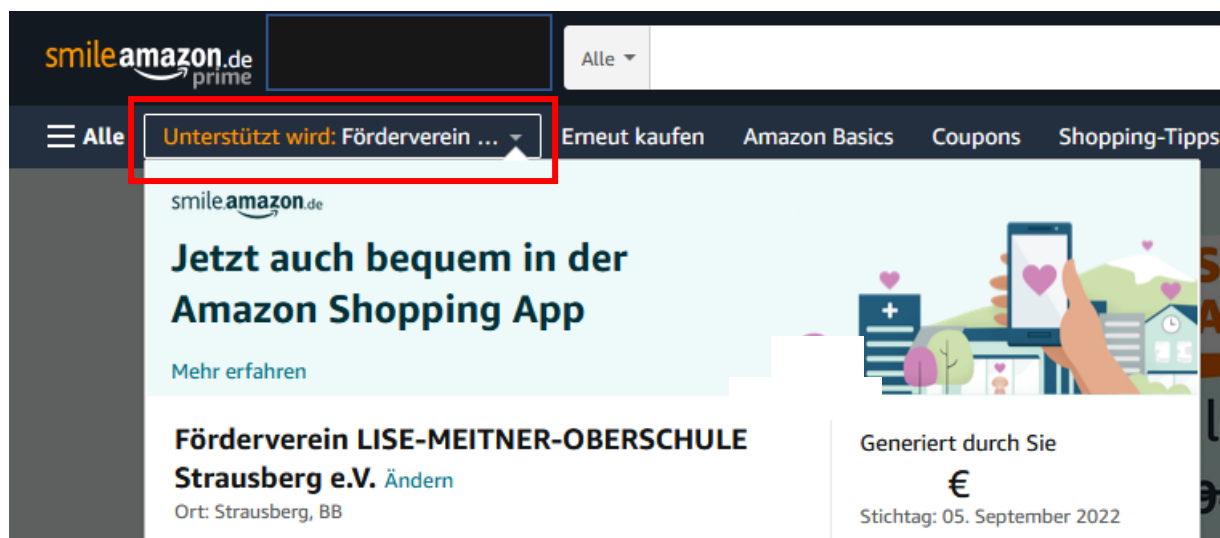 smile.amazon.de
prime
Alle
Alle
Unterstützt wird: Förderverein ...
Erneut kaufen
Amazon Basics
Coupons
Shopping-Tipps
smile.amazon.de
Jetzt auch bequem in der
Amazon Shopping App
Mehr erfahren
Förderverein LISE-MEITNER-OBERSCHULE
Strausberg e.V. Ändern
Ort: Strausberg, BB
Generiert durch Sie
€
Stichtag: 05. September 2022